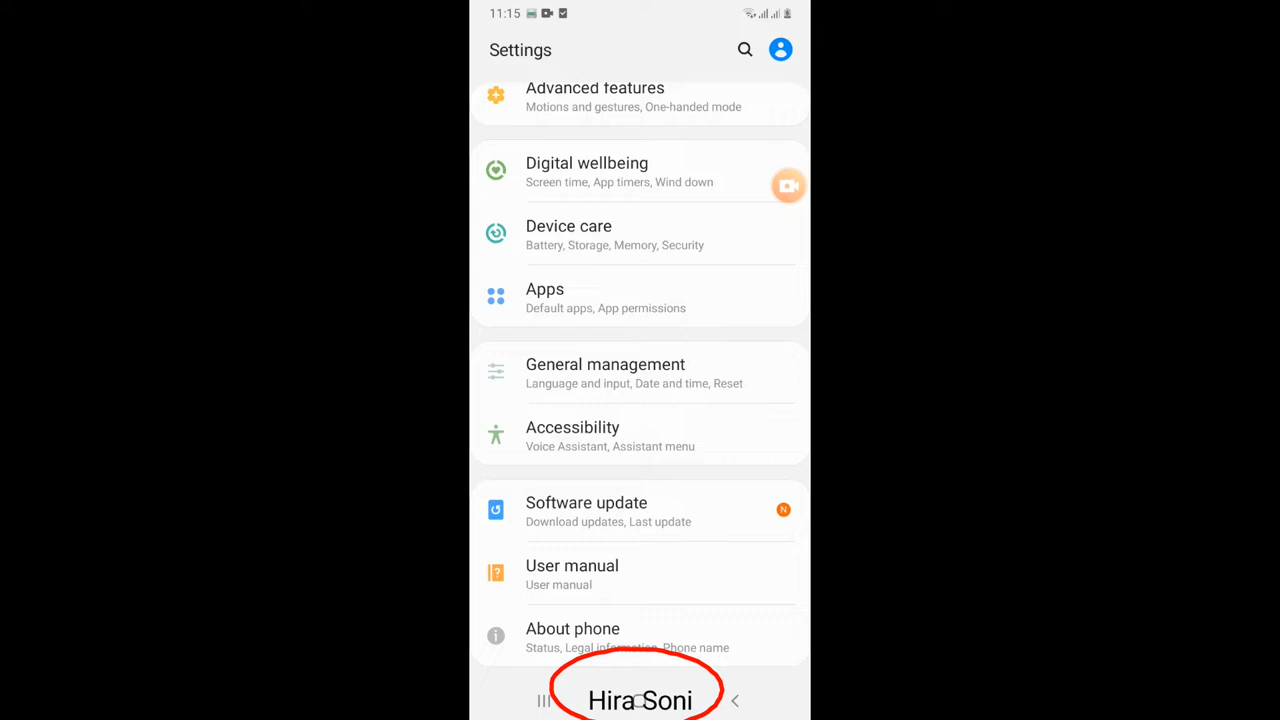 11:15
Settings
Advanced features
Motions and gestures, One-handed mode
Digital wellbeing
Screen time, App timers, Wind down
Device care
Battery, Storage, Memory, Security
Apps
Default apps, App permissions
General management
Language and input, Date and time, Reset
Accessibility
Voice Assistant, Assistant menu
Software update
N
Download updates, Last update
User manual
User manual
About phone
Status, Legal information, Phone name
Hira Soni